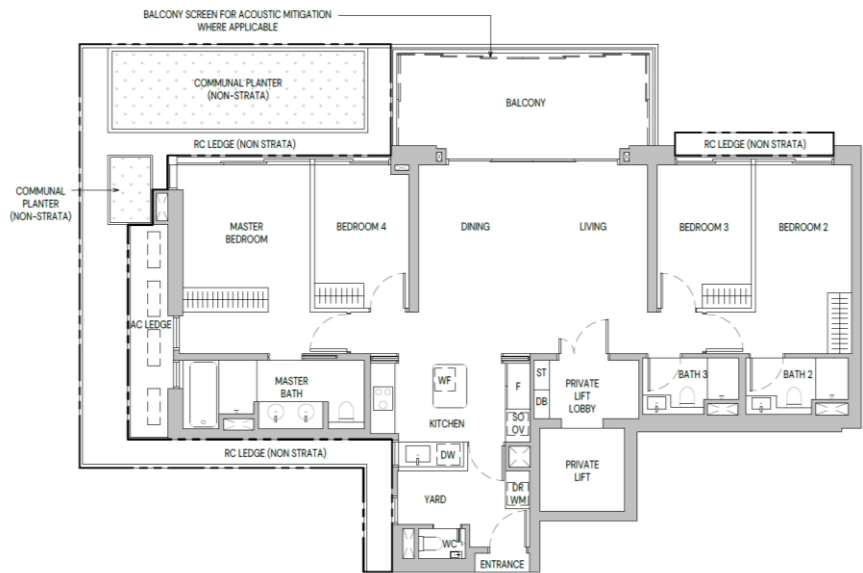 BALCONY SCREEN FOR ACOUSTIC MITIGATION
WHERE APPLICABLE
COMMUNAL PLANTER
(NON-STRATA)
BALCONY
RC LEDGE (NON STRATA)
RC LEDGE (NON STRATA)
COMMUNAL
PLANTER
(NON-STRATA)
MASTER
BEDROOM
BEDROOM 4
DINING
LIVING
BEDROOM 3
BEDROOM 2
AC LEDGE
MASTER
BATH
WF
KITCHEN
F
SO
OV
ST
DB
PRIVATE
LIFT
LOBBY
BATH 3
BATH 2
RC LEDGE (NON STRATA)
DW
PRIVATE
LIFT
YARD
DR
WM
WC
ENTRANCE